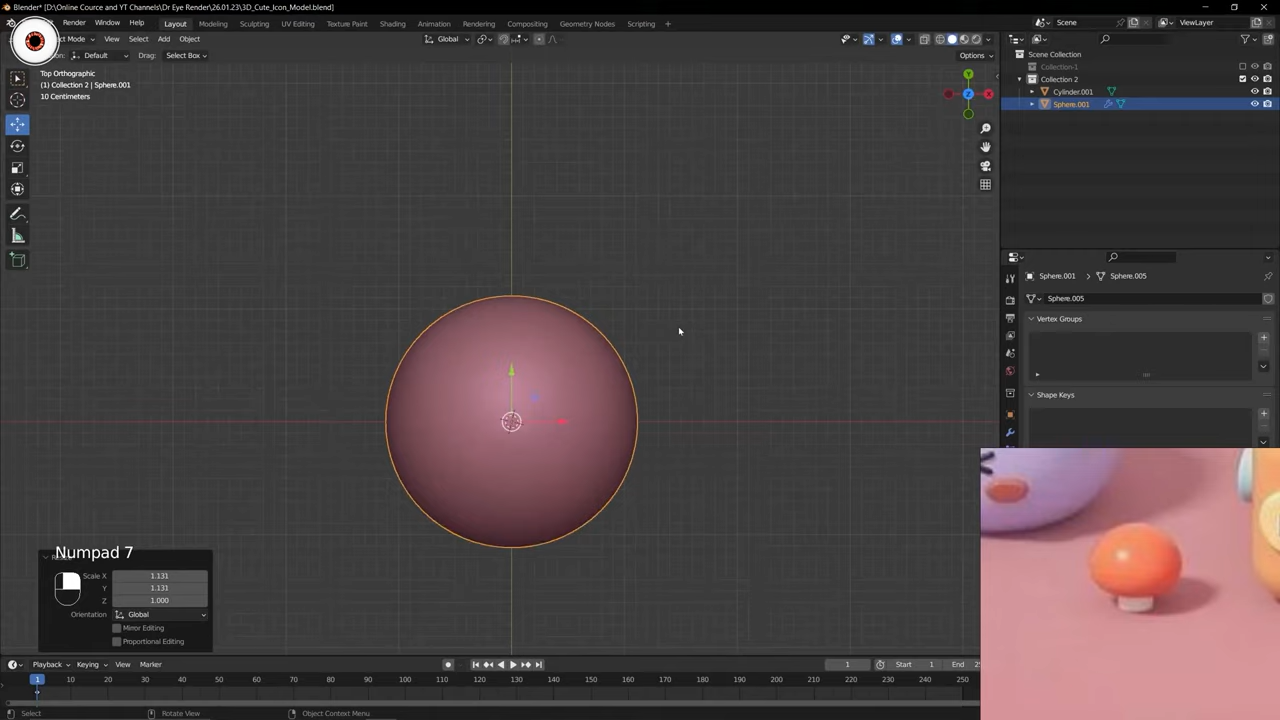 Blender* [D:\Online Cource and YT Channels\Dr Eye Render\26.01.23\3D_Cute_Icon_Model.blend]
Render Window Help Layout Modeling Sculpting UV Editing Texture Paint Shading Animation Rendering Compositing Geometry Nodes Scripting + Scene ViewLayer
Mode View Select Add Object Global
Default Drag: Select Box Options
Top Orthographic
(1) Collection 2 | Sphere.001
10 Centimeters
Y
Z
X
Scene Collection
Collection-1
Collection 2
Cylinder.001
Sphere.001
Sphere.001 > Sphere.005
Sphere.005
Vertex Groups
Shape Keys
Numpad 7
Scale X 1.131
Y 1.131
Z 1.000
Orientation Global
Mirror Editing
Proportional Editing
Playback Keying View Marker 1 Start 1 End
1 10 20 30 40 50 60 70 80 90 100 110 120 130 140 150 160 170 180 190 200 210 220 230 240 250
Select Rotate View Object Context Menu